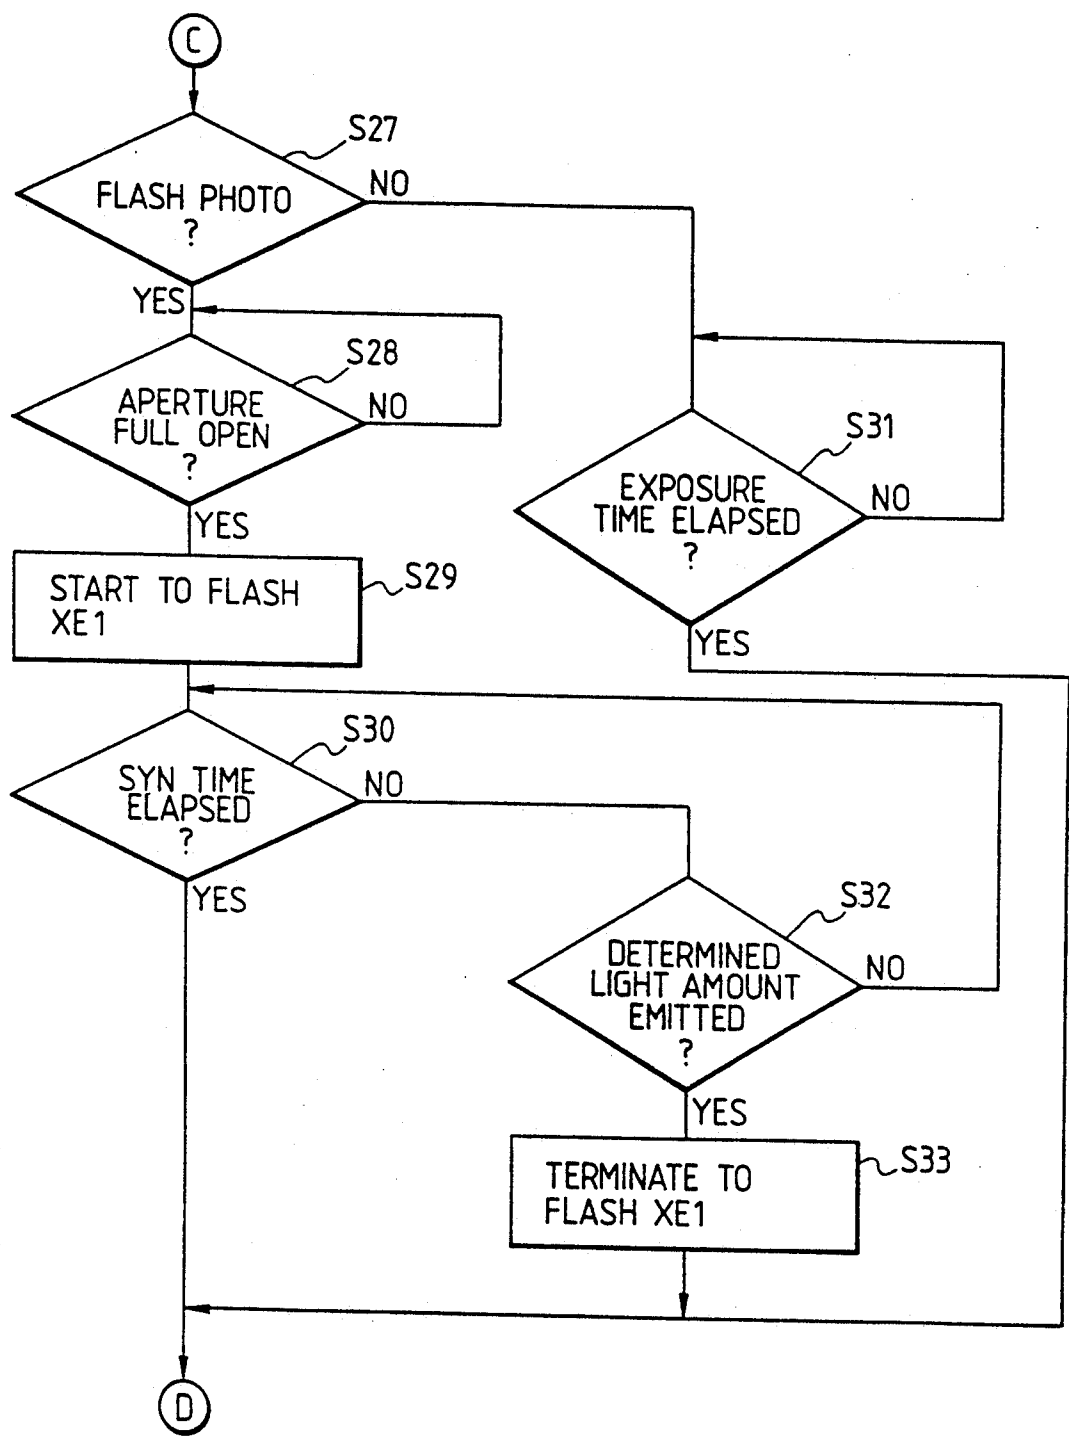 C
S27
FLASH PHOTO
?
NO
YES
S28
APERTURE
FULL OPEN
?
NO
YES
S31
EXPOSURE
TIME ELAPSED
?
NO
YES
START TO FLASH
XE1
S29
S30
SYN TIME
ELAPSED
?
NO
YES
S32
DETERMINED
LIGHT AMOUNT
EMITTED
?
NO
YES
TERMINATE TO
FLASH XE1
S33
D